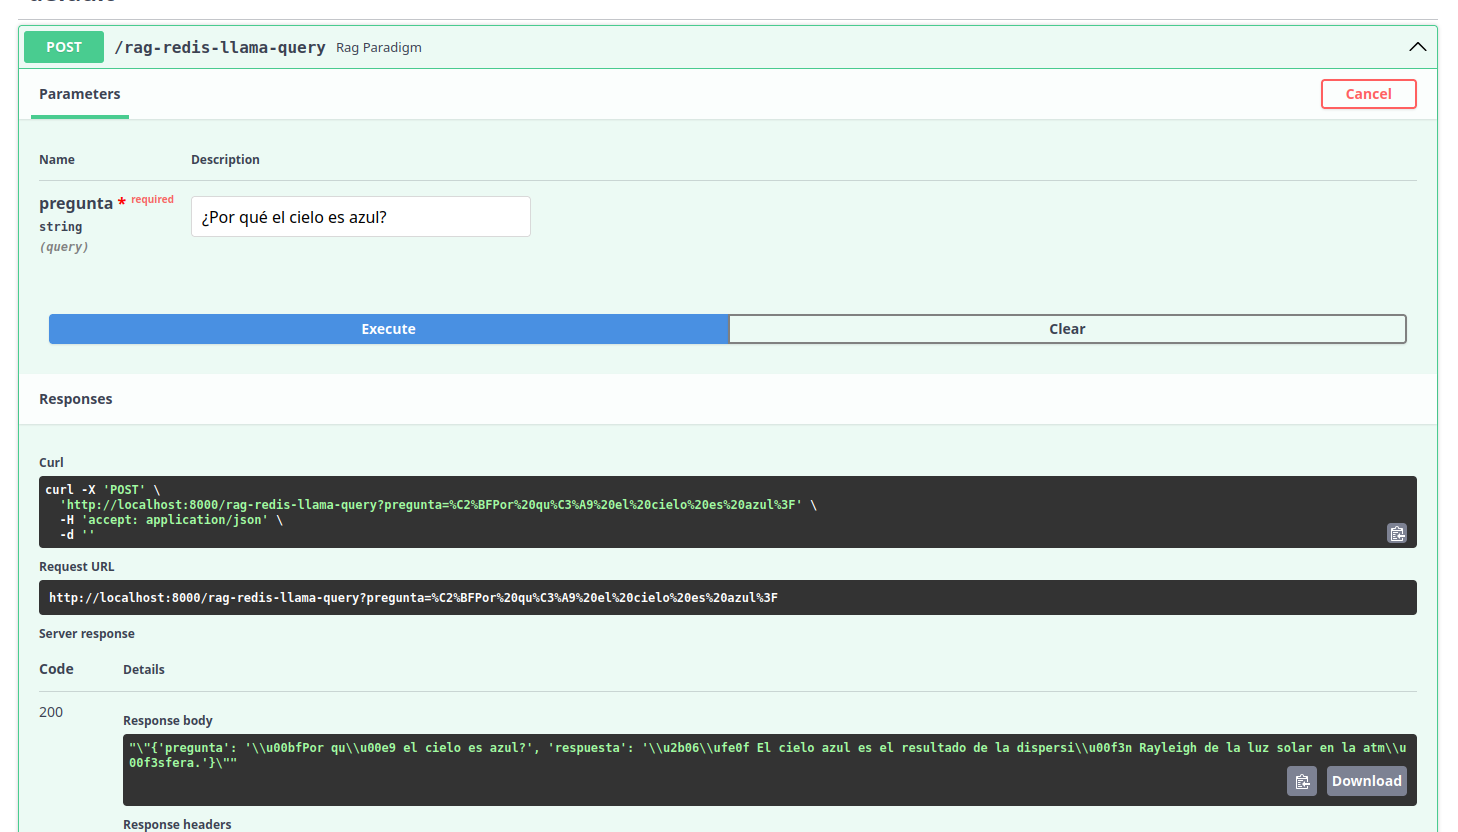 POST /rag-redis-llama-query Rag Paradigm
Parameters Cancel
Name Description
pregunta * required ¿Por qué el cielo es azul?
string
(query)
Execute Clear
Responses
Curl
curl -X 'POST' \
'http://localhost:8000/rag-redis-llama-query?pregunta=%C2%BFPor%20qu%C3%A9%20el%20cielo%20es%20azul%3F' \
-H 'accept: application/json' \
-d ''
Request URL
http://localhost:8000/rag-redis-llama-query?pregunta=%C2%BFPor%20qu%C3%A9%20el%20cielo%20es%20azul%3F
Server response
Code Details
200
Response body
"\"{'pregunta': '\\u00bfPor qu\\u00e9 el cielo es azul?', 'respuesta': '\\u2b06\\ufe0f El cielo azul es el resultado de la dispersi\\u00f3n Rayleigh de la luz solar en la atm\\u
00f3sfera.'}\""
Download
Response headers